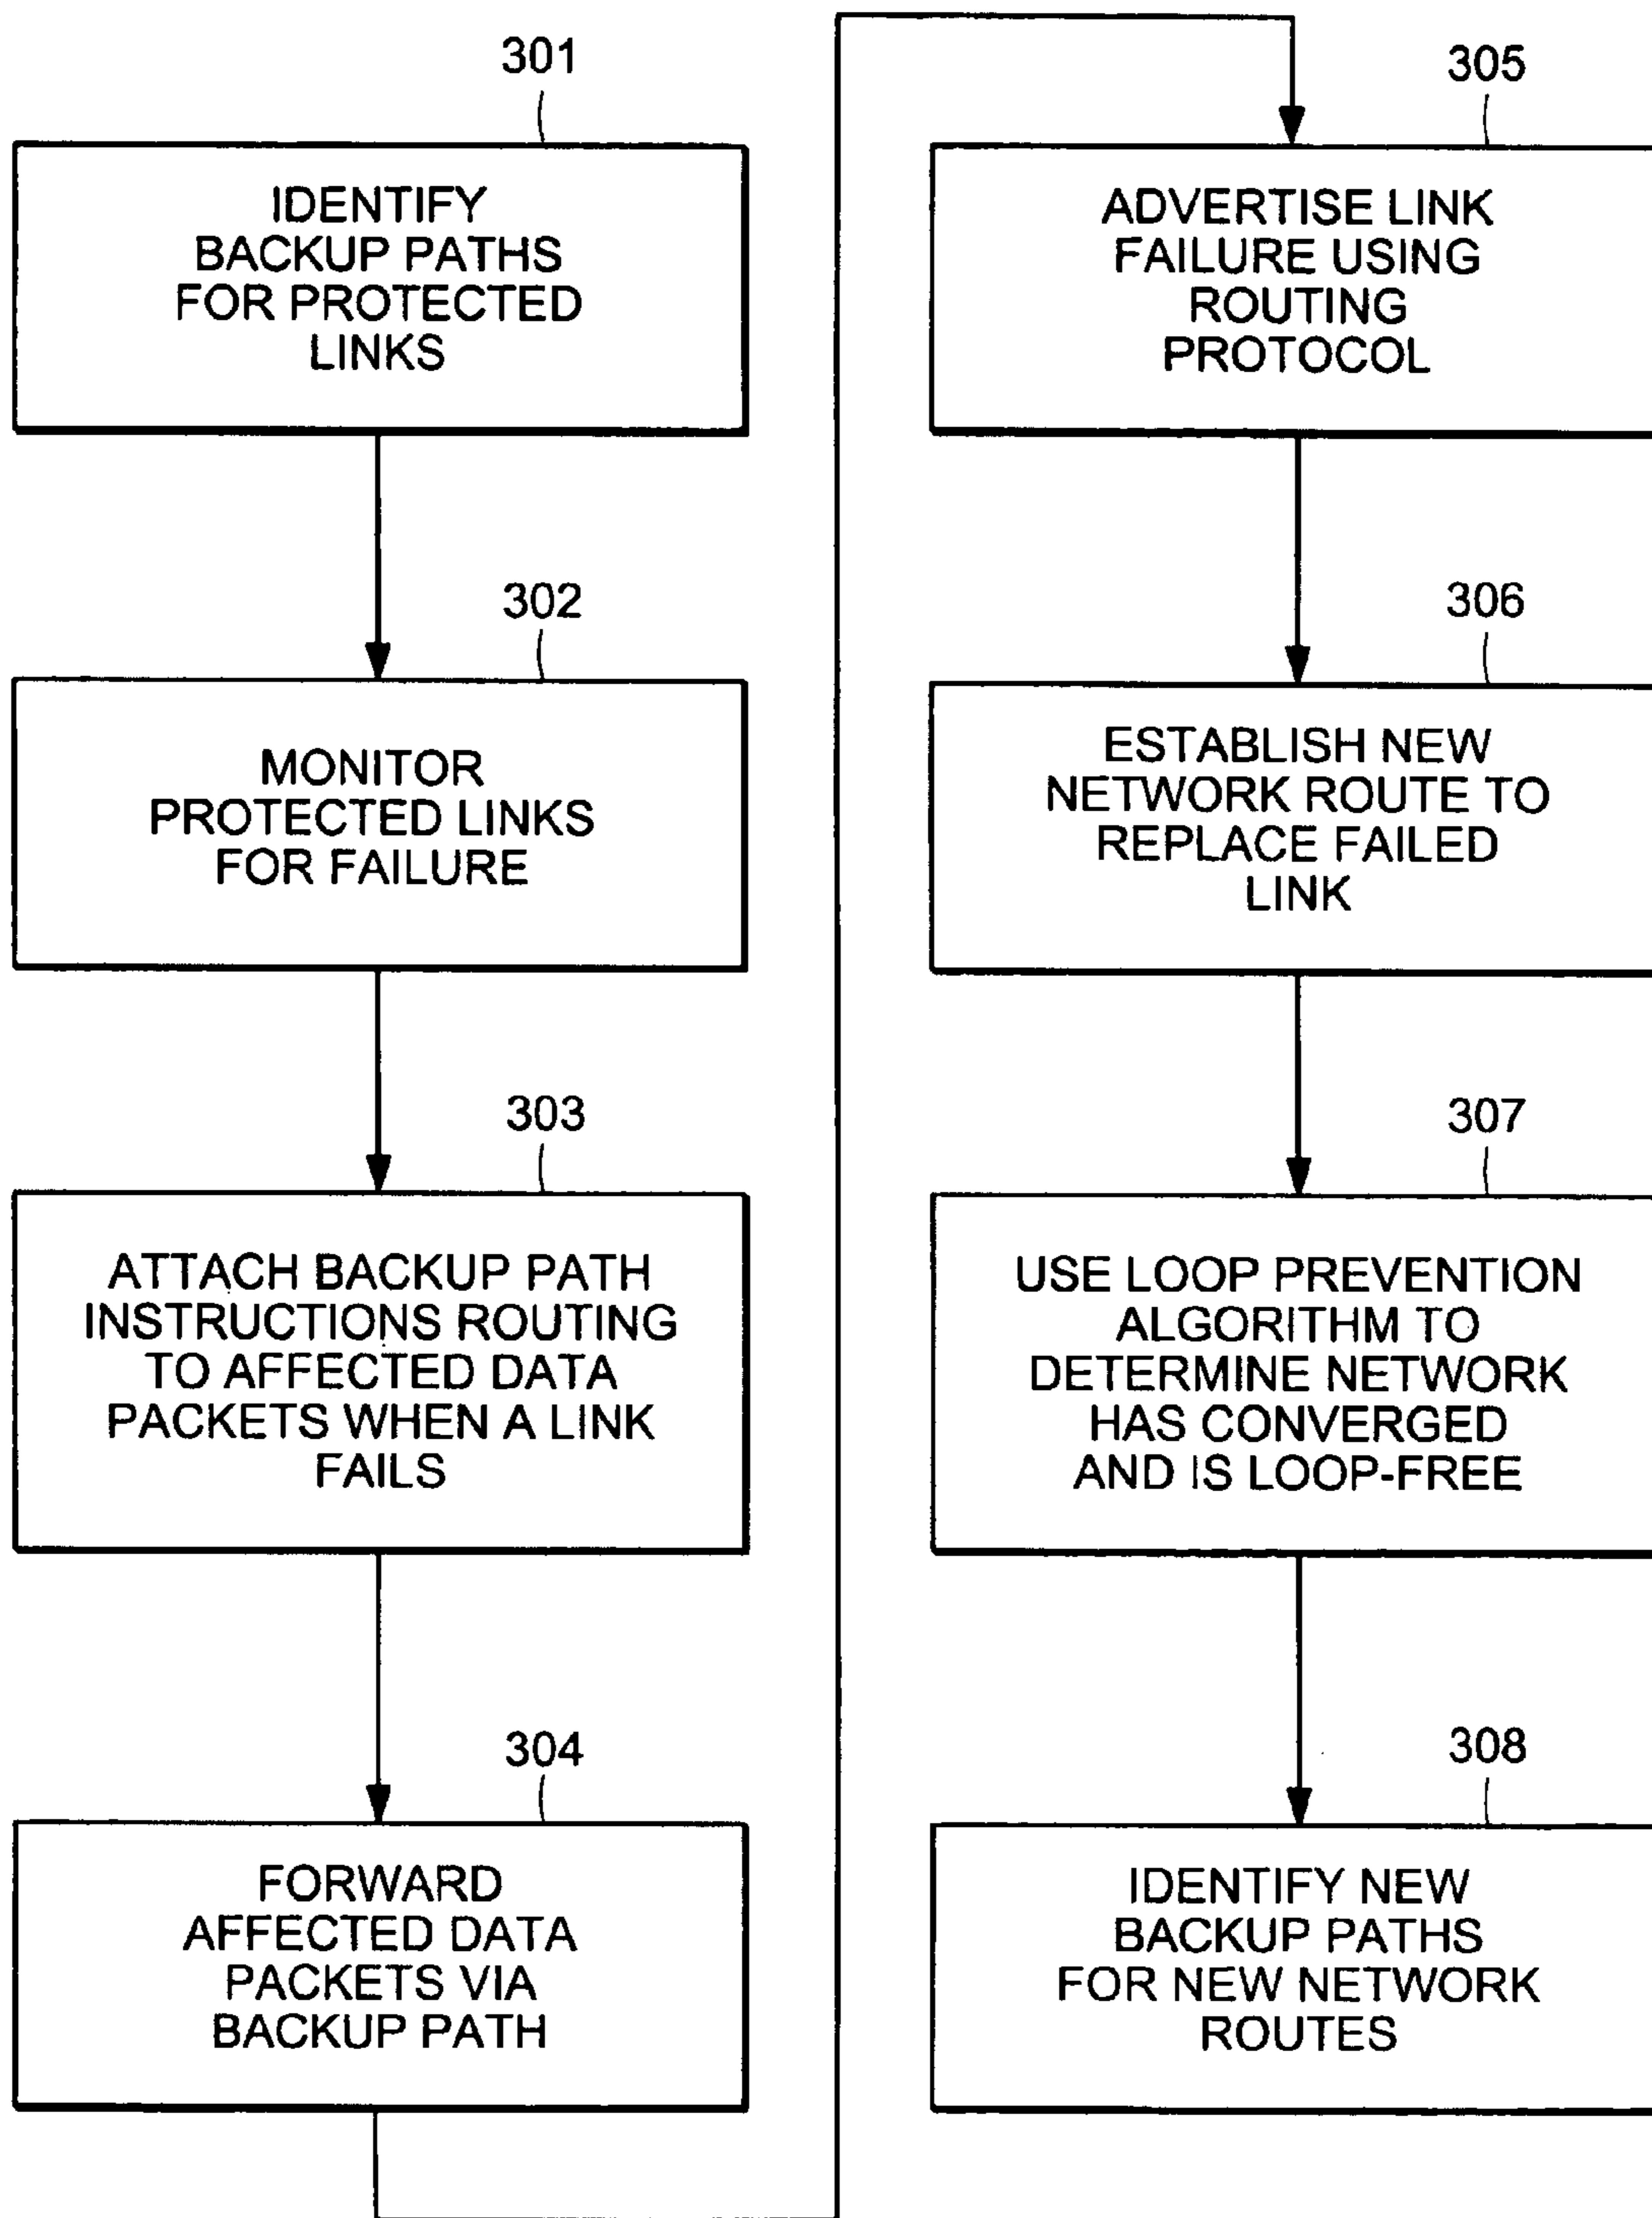 301
IDENTIFY
BACKUP PATHS
FOR PROTECTED
LINKS
302
MONITOR
PROTECTED LINKS
FOR FAILURE
303
ATTACH BACKUP PATH
INSTRUCTIONS ROUTING
TO AFFECTED DATA
PACKETS WHEN A LINK
FAILS
304
FORWARD
AFFECTED DATA
PACKETS VIA
BACKUP PATH
305
ADVERTISE LINK
FAILURE USING
ROUTING
PROTOCOL
306
ESTABLISH NEW
NETWORK ROUTE TO
REPLACE FAILED
LINK
307
USE LOOP PREVENTION
ALGORITHM TO
DETERMINE NETWORK
HAS CONVERGED
AND IS LOOP-FREE
308
IDENTIFY NEW
BACKUP PATHS
FOR NEW NETWORK
ROUTES